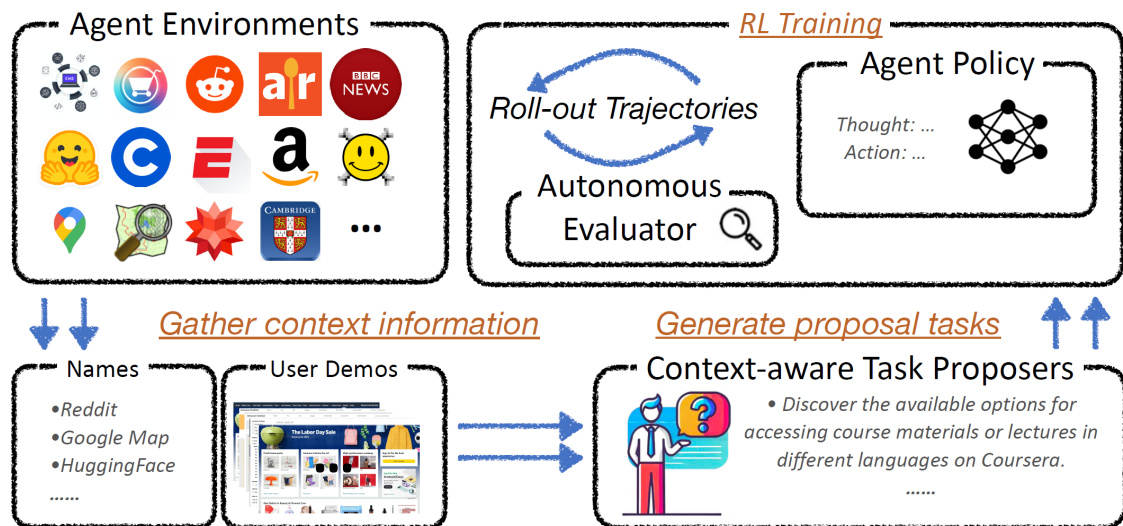 Agent Environments
CMS
air
BBC
NEWS
C
E
a
CAMBRIDGE
...
RL Training
Roll-out Trajectories
Autonomous
Evaluator
Agent Policy
Thought: ...
Action: ...
Gather context information
Generate proposal tasks
Names
•Reddit
•Google Map
•HuggingFace
......
User Demos
The Labor Day Sale
Context-aware Task Proposers
?
• Discover the available options for
accessing course materials or lectures in
different languages on Coursera.
......